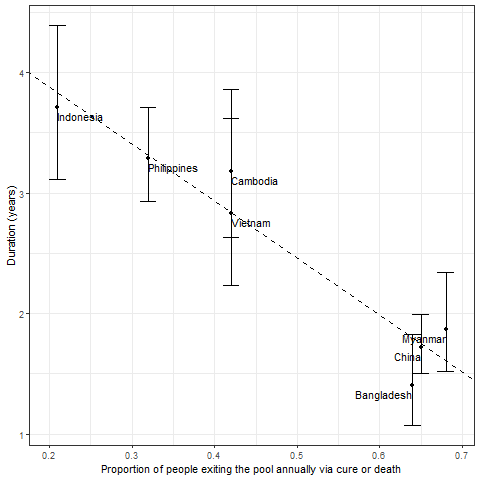 4
3
2
1
Duration (years)
Indonesia
Philippines
Cambodia
Vietnam
Myanmar
China
Bangladesh
0.2 0.3 0.4 0.5 0.6 0.7
Proportion of people exiting the pool annually via cure or death